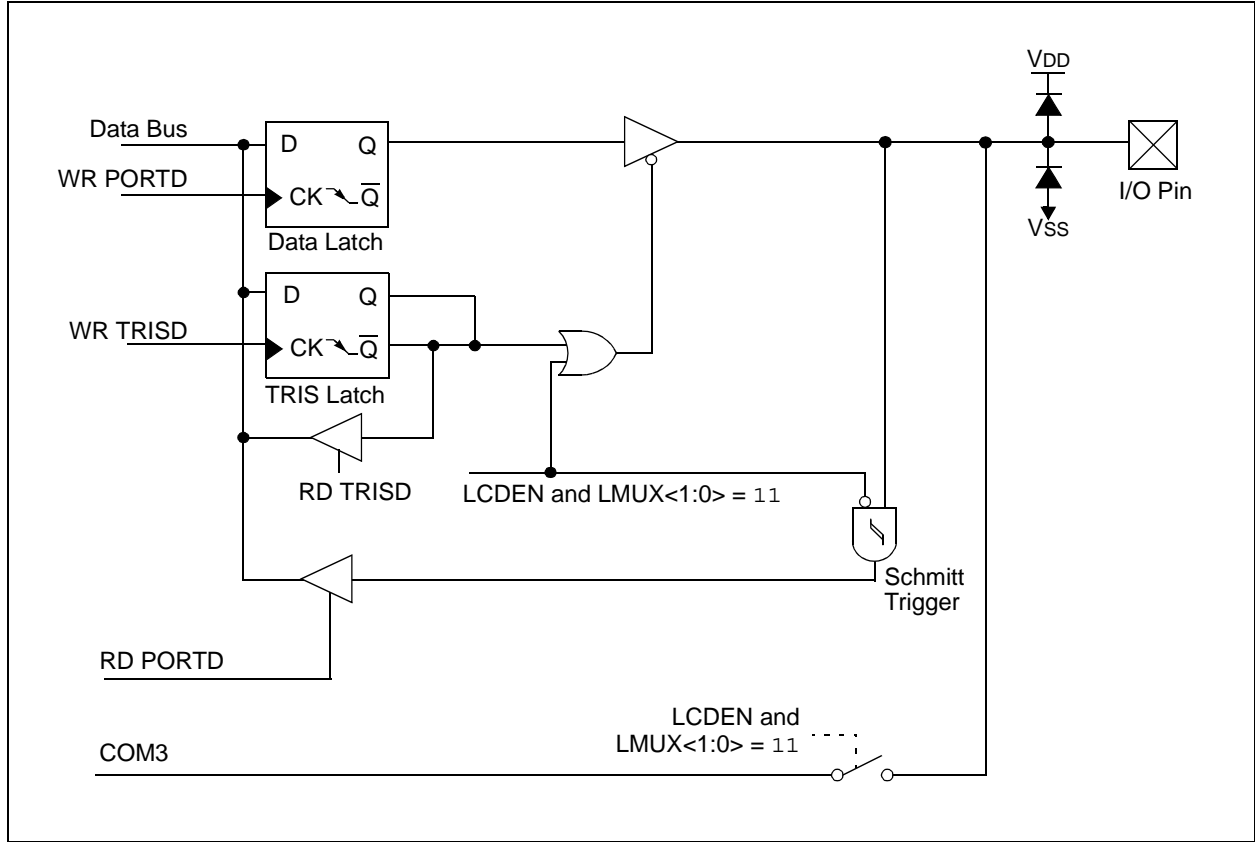 VDD
Data Bus
D Q
WR PORTD
CK Q̅
I/O Pin
VSS
Data Latch
D Q
WR TRISD
CK Q̅
TRIS Latch
RD TRISD
LCDEN and LMUX<1:0> = 11
Schmitt
Trigger
RD PORTD
LCDEN and
LMUX<1:0> = 11
COM3